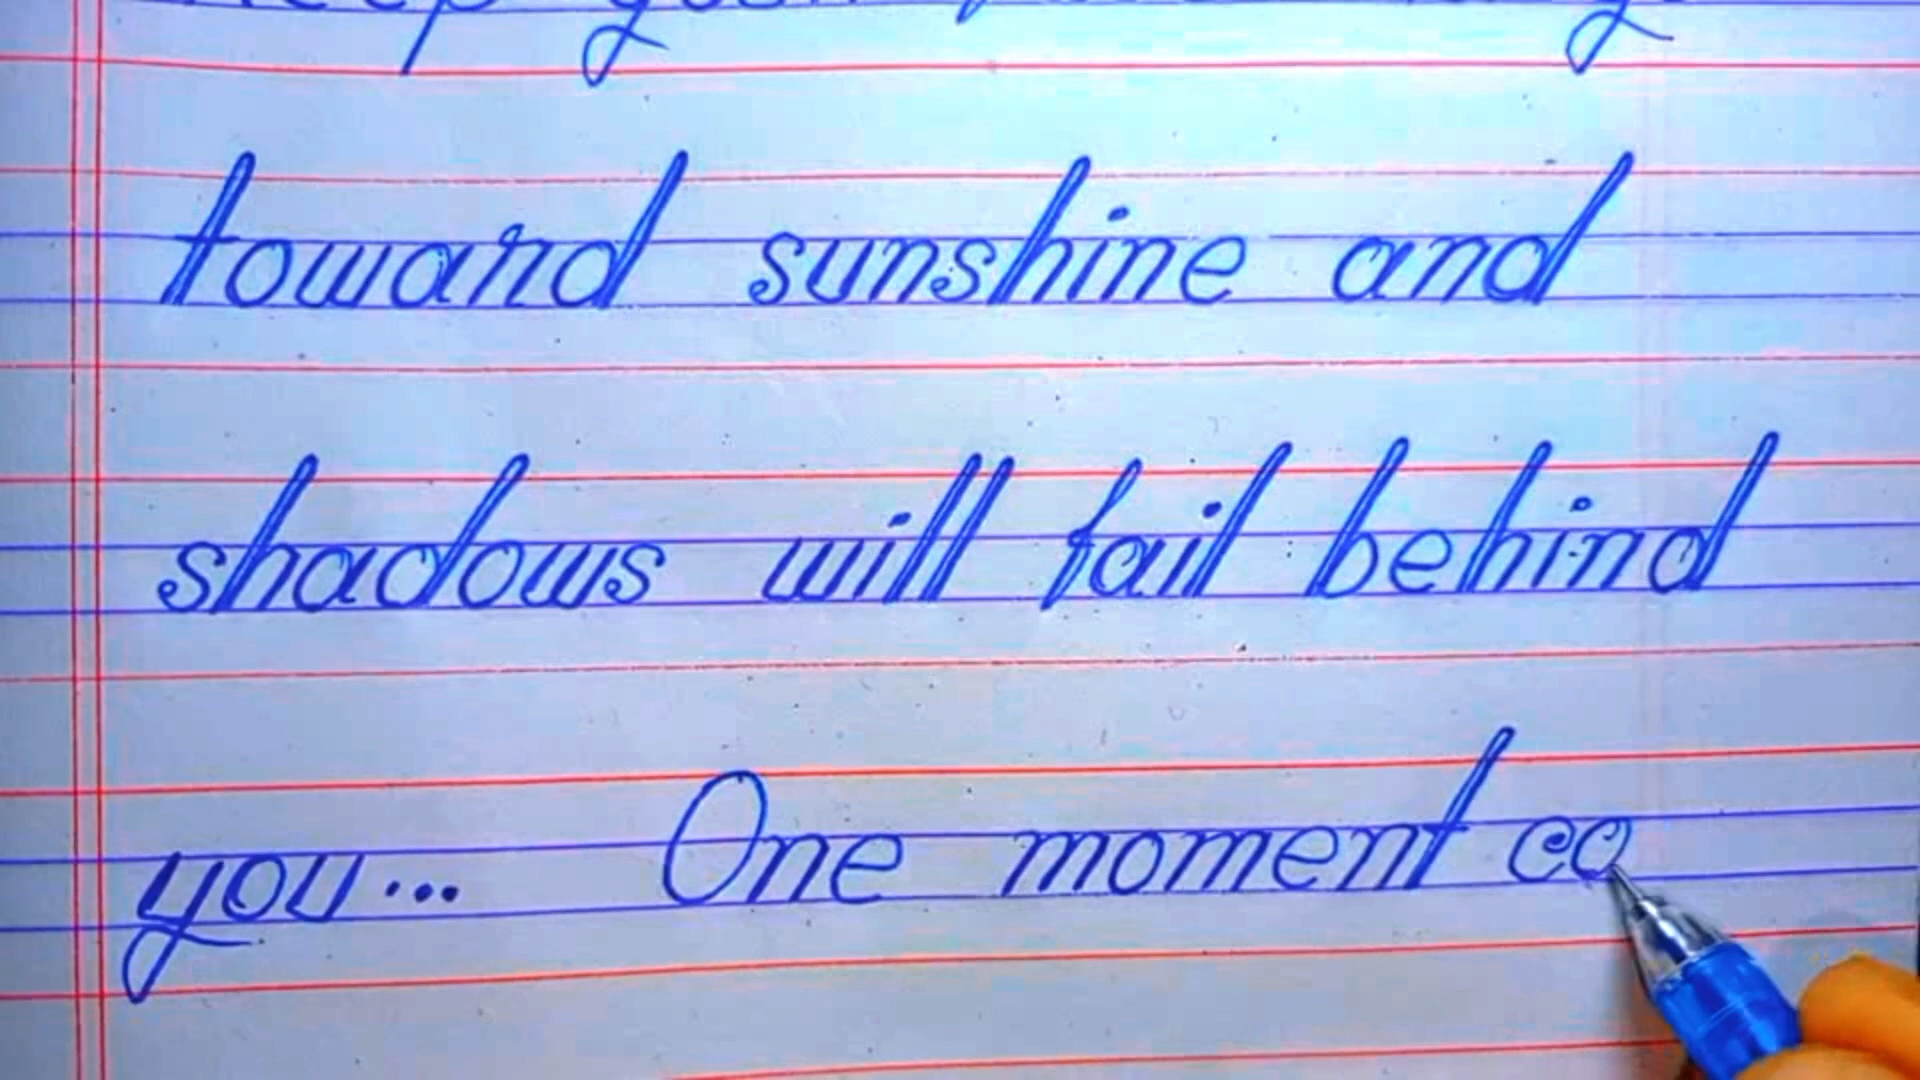 toward sunshine and
shadows will fail behind
you... One moment co